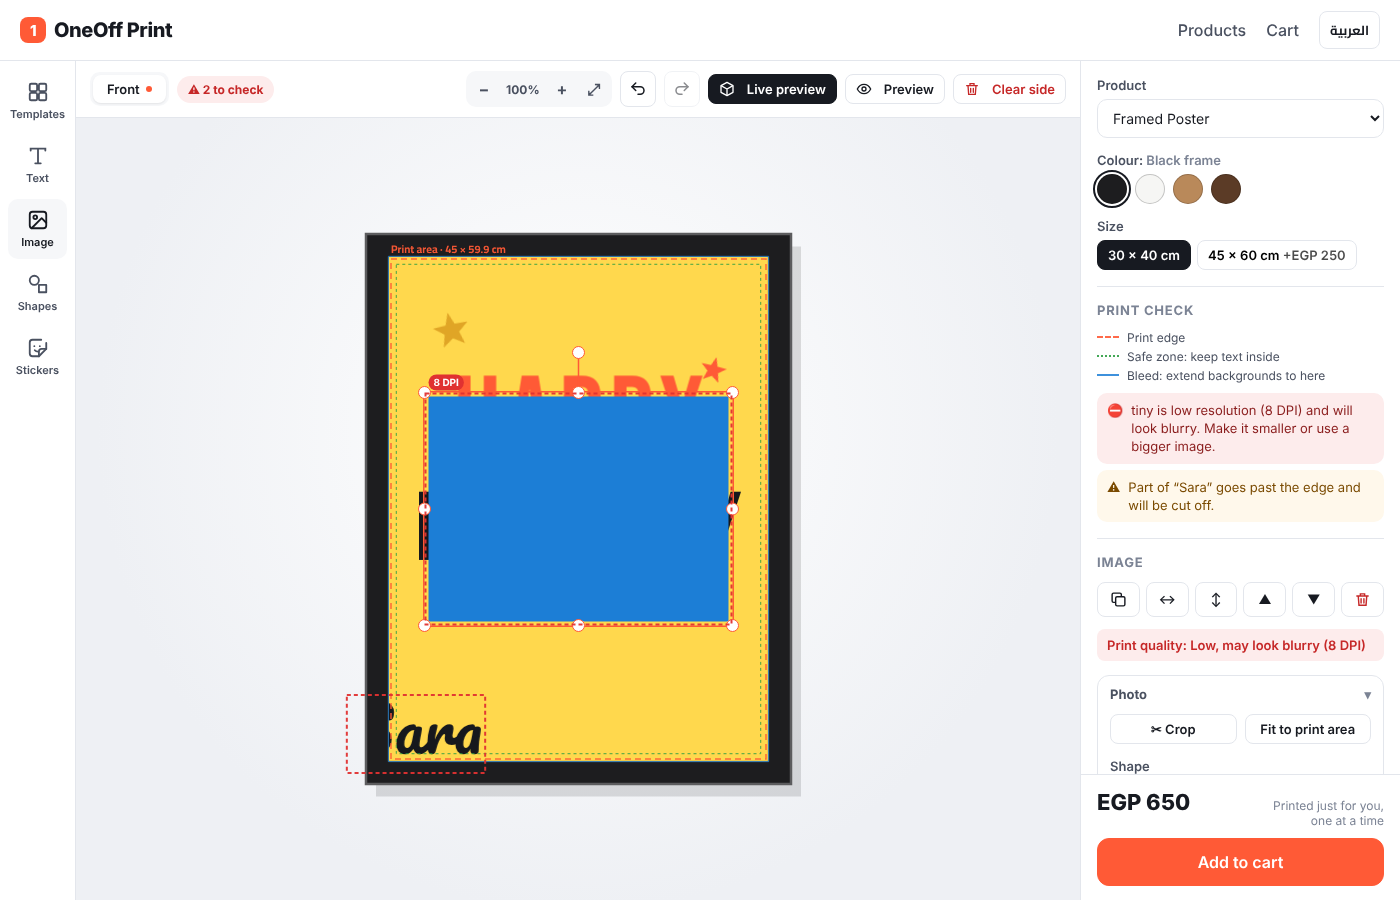 1 OneOff Print
Products Cart العربية
Templates
Text
Image
Shapes
Stickers
Front
2 to check
− 100% +
Live preview
Preview
Clear side
Print area · 45 × 59.9 cm
8 DPI
HAPPY
Sara
Product
Framed Poster
Colour: Black frame
Size
30 × 40 cm
45 × 60 cm +EGP 250
PRINT CHECK
Print edge
Safe zone: keep text inside
Bleed: extend backgrounds to here
tiny is low resolution (8 DPI) and will
look blurry. Make it smaller or use a
bigger image.
Part of “Sara” goes past the edge and
will be cut off.
IMAGE
Print quality: Low, may look blurry (8 DPI)
Photo
Crop
Fit to print area
Shape
EGP 650
Printed just for you,
one at a time
Add to cart